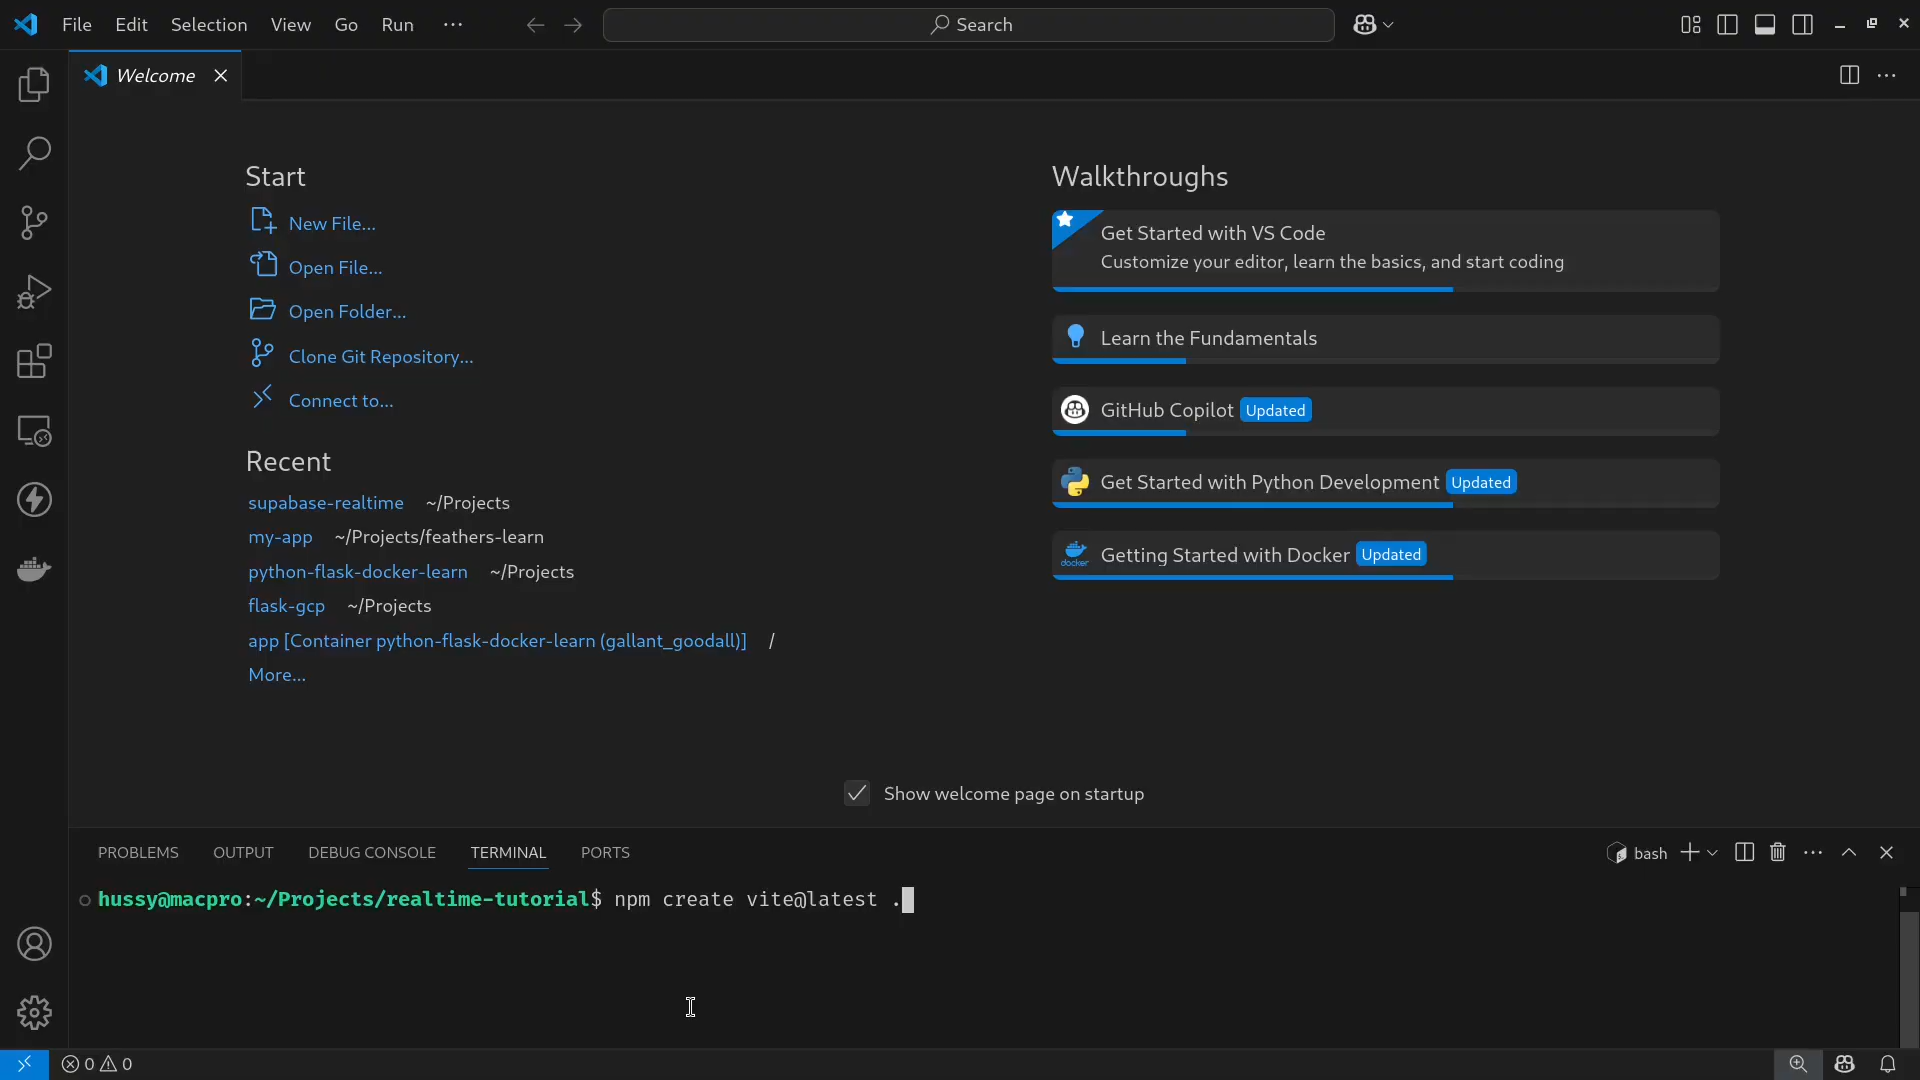 File Edit Selection View Go Run ··· Search
Welcome
Start
New File...
Open File...
Open Folder...
Clone Git Repository...
Connect to...
Recent
supabase-realtime ~/Projects
my-app ~/Projects/feathers-learn
python-flask-docker-learn ~/Projects
flask-gcp ~/Projects
app [Container python-flask-docker-learn (gallant_goodall)] /
More...
Walkthroughs
Get Started with VS Code
Customize your editor, learn the basics, and start coding
Learn the Fundamentals
GitHub Copilot Updated
Get Started with Python Development Updated
docker Getting Started with Docker Updated
Show welcome page on startup
PROBLEMS OUTPUT DEBUG CONSOLE TERMINAL PORTS bash
hussy@macpro:~/Projects/realtime-tutorial$ npm create vite@latest .
0 0